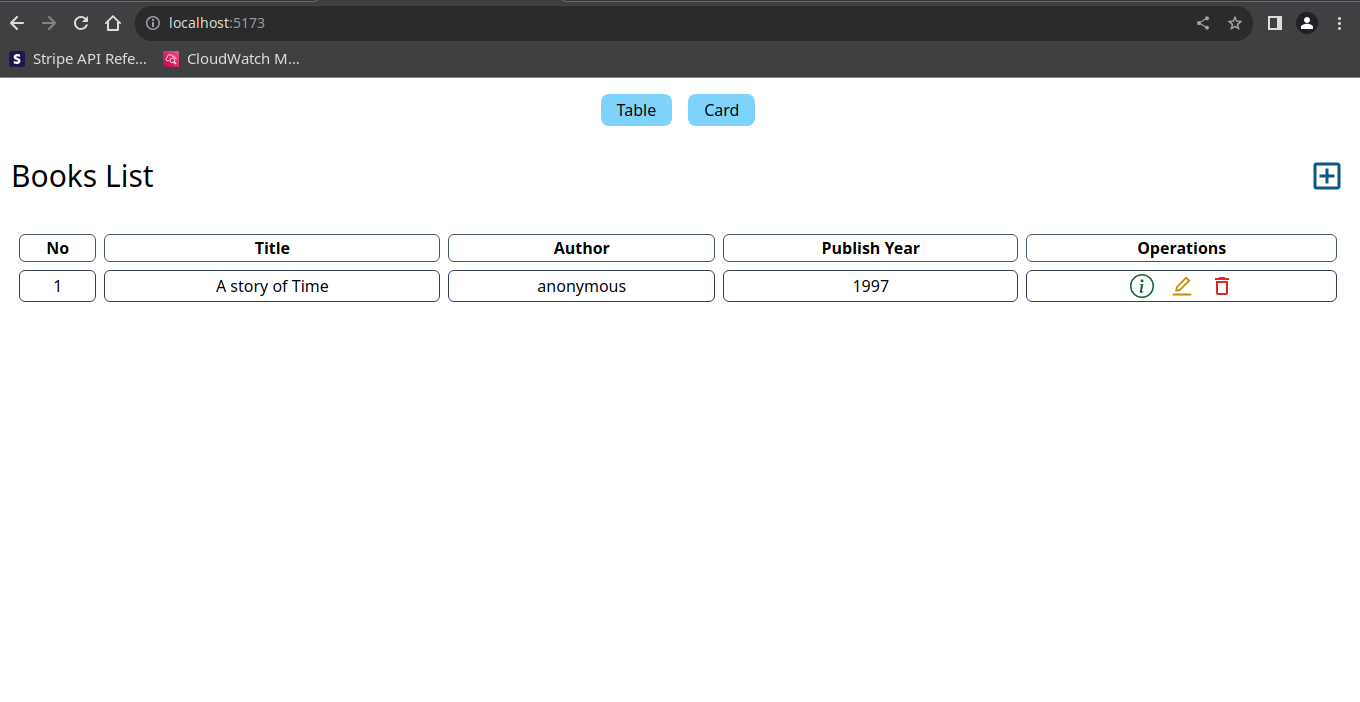 localhost:5173
Stripe API Refe... CloudWatch M...
Table Card
Books List
No Title Author Publish Year Operations
1 A story of Time anonymous 1997